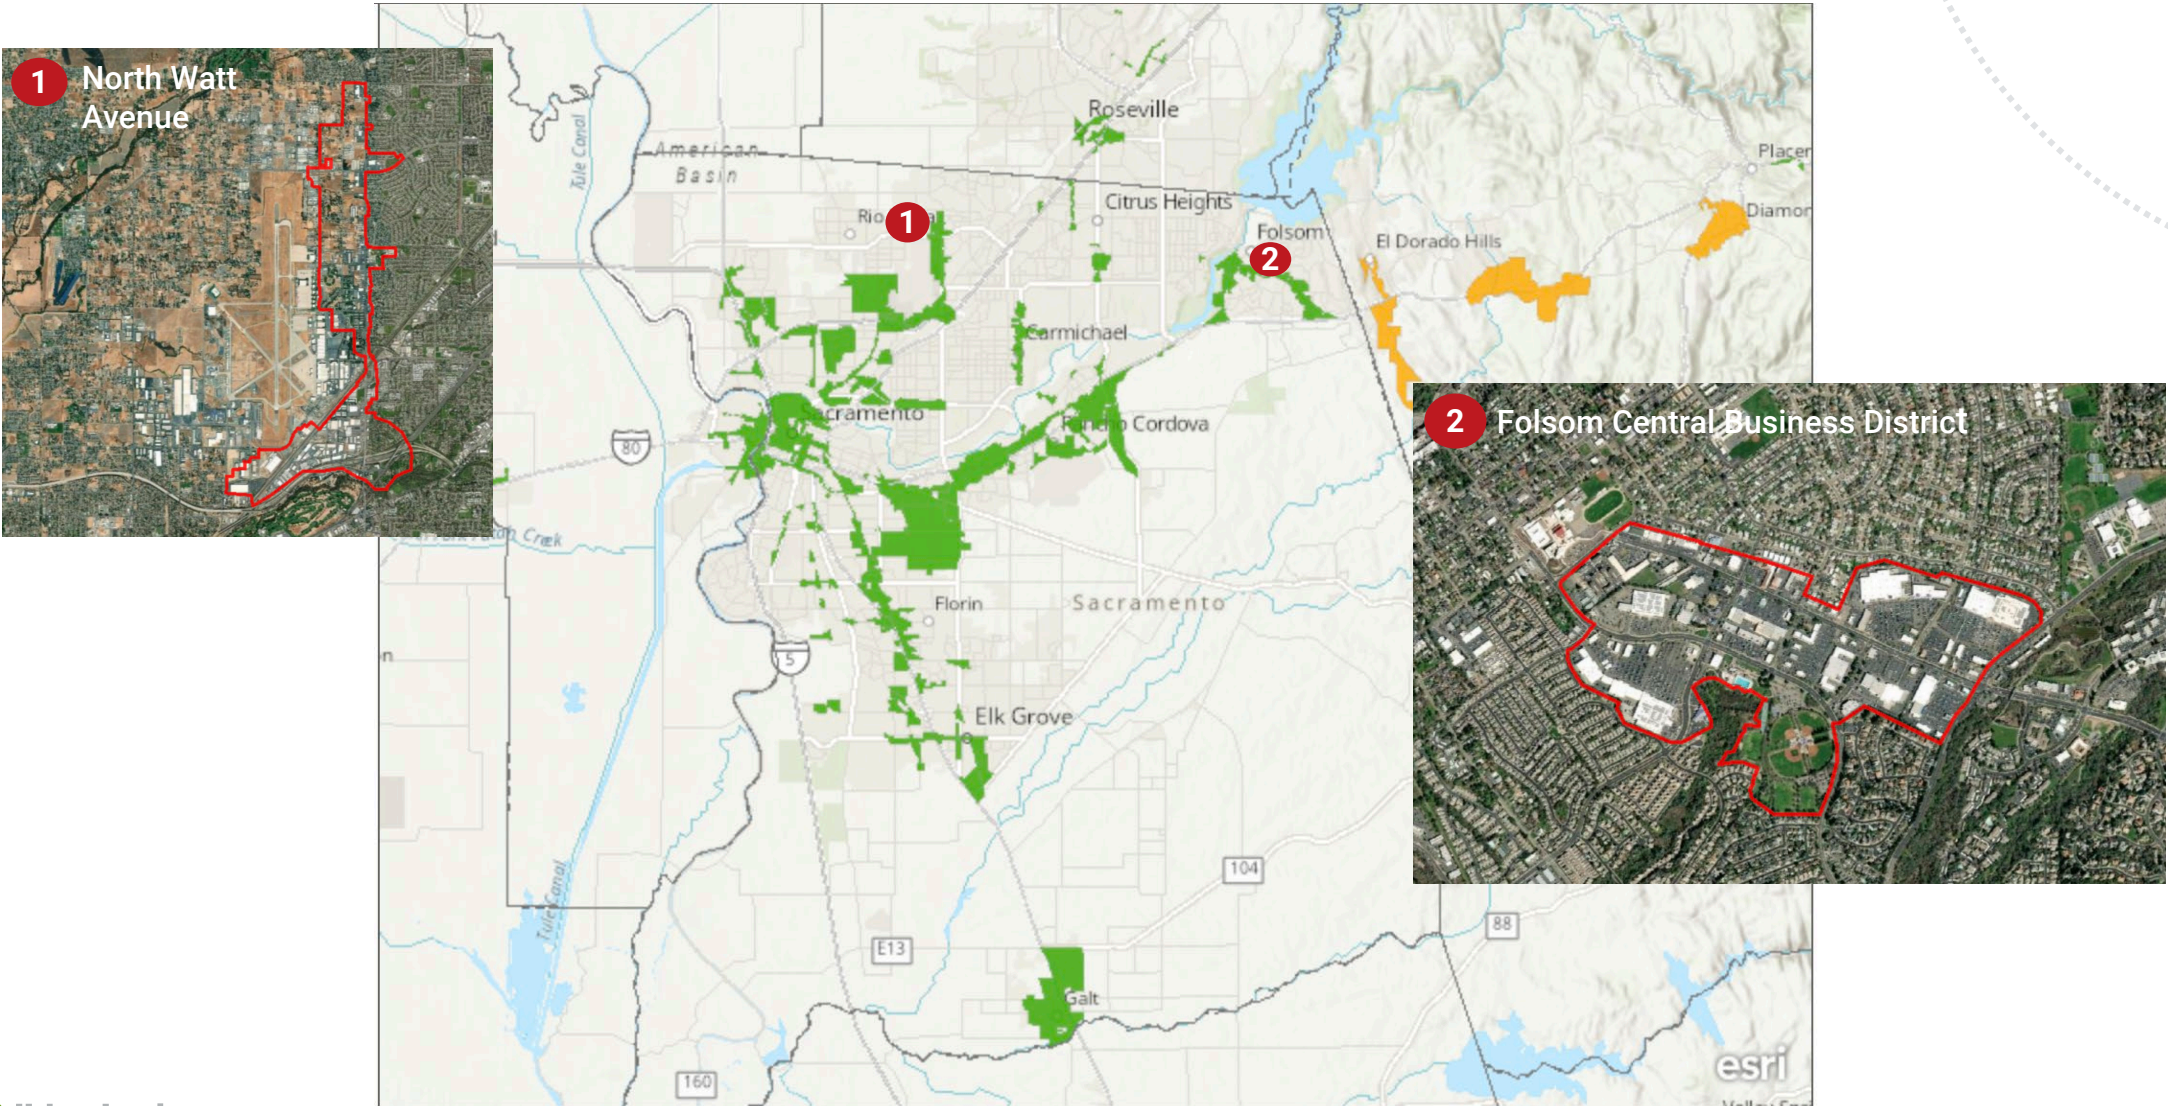 1 North Watt
Avenue
Tule Canal
American
Basin
Roseville
Placer
Diamon
Rio
1
Citrus Heights
Folsom
2
El Dorado Hills
Carmichael
Sacramento
Rancho Cordova
80
2 Folsom Central Business District
Creek
Florin
Sacramento
5
Elk Grove
104
Tule Canal
E13
88
Galt
160
esri